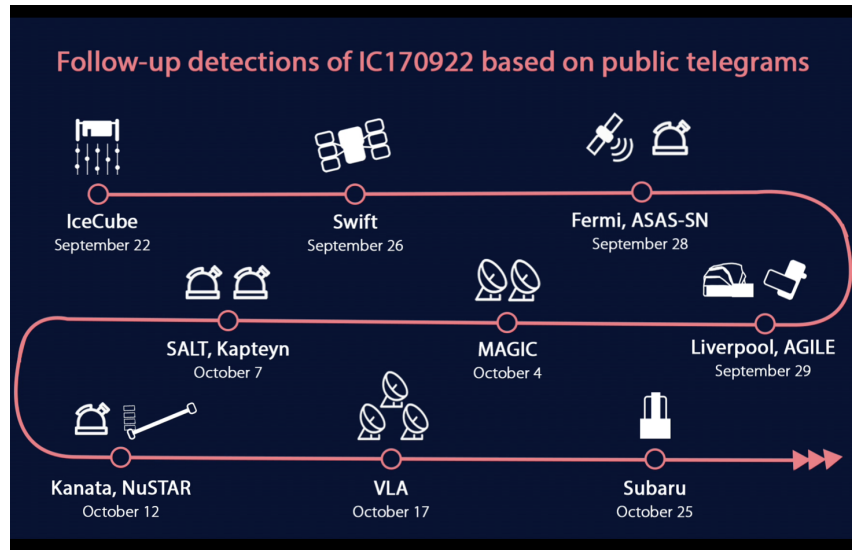 Follow-up detections of IC170922 based on public telegrams
IceCube
September 22
Swift
September 26
Fermi, ASAS-SN
September 28
Liverpool, AGILE
September 29
MAGIC
October 4
SALT, Kapteyn
October 7
Kanata, NuSTAR
October 12
VLA
October 17
Subaru
October 25